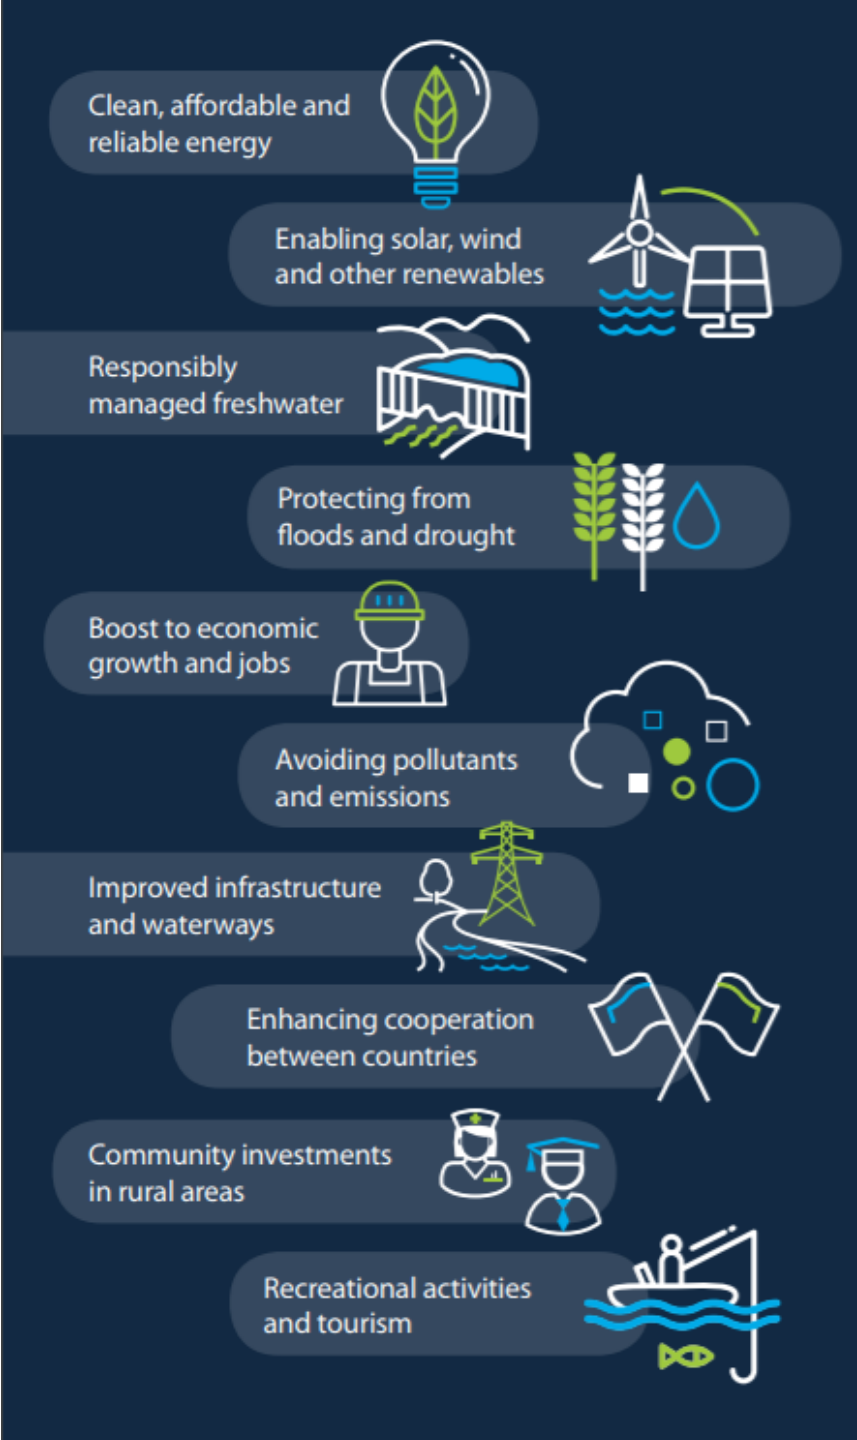 Clean, affordable and
reliable energy
Enabling solar, wind
and other renewables
Responsibly
managed freshwater
Protecting from
floods and drought
Boost to economic
growth and jobs
Avoiding pollutants
and emissions
Improved infrastructure
and waterways
Enhancing cooperation
between countries
Community investments
in rural areas
Recreational activities
and tourism